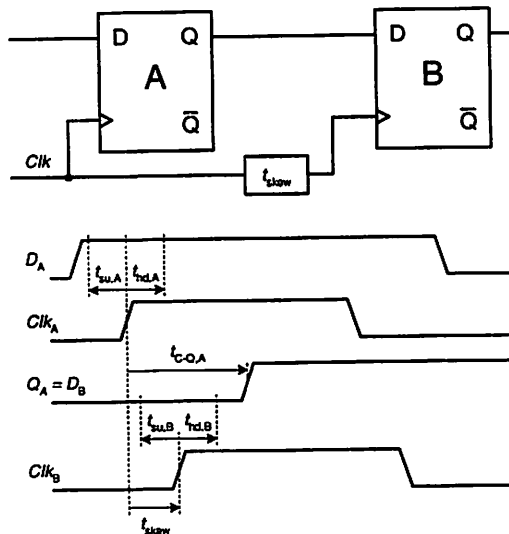 D Q
A
Q̅
D Q
B
Q̅
Clk
t_skew
D_A
t_su,A t_hd,A
Clk_A
t_C-Q,A
Q_A = D_B
t_su,B t_hd,B
Clk_B
t_skew